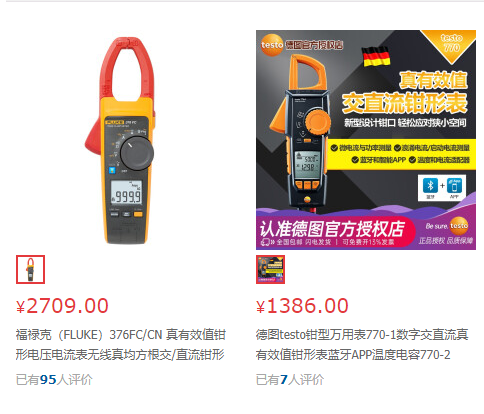 FLUKE
999.9
¥2709.00
福禄克（FLUKE）376FC/CN 真有效值钳
形电压电流表无线真均方根交/直流钳形
已有95人评价
testo 德图官方授权店
testo
770
真有效值
交直流钳形表
新型设计钳口 轻松应对狭小空间
微电流与功率测量 浪涌电流/启动电流测量
蓝牙和智能APP 温度和电流适配器
蓝牙 + APP
认准德图官方授权店
Be sure. testo
全国包邮 闪电发货 | 可免费开13%发票
正品授权 品质保障
¥1386.00
德图testo钳型万用表770-1数字交直流真
有效值钳形表蓝牙APP温度电容770-2
已有7人评价